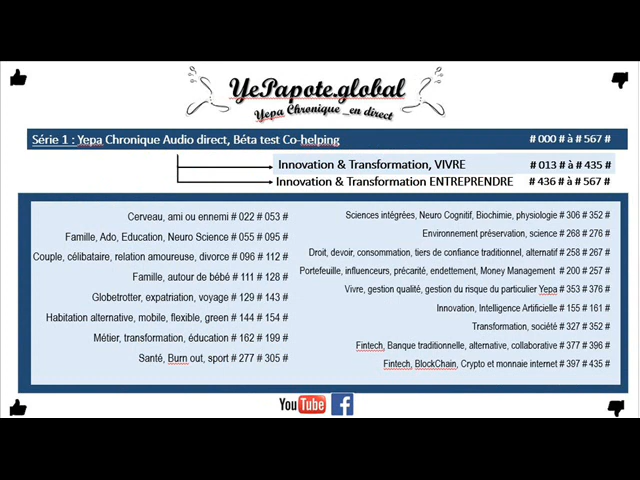 YePapote.global
Yepa Chronique _en direct
Série 1 : Yepa Chronique Audio direct, Béta test Co-helping # 000 # à # 567 #
Innovation & Transformation, VIVRE # 013 # à # 435 #
Innovation & Transformation ENTREPRENDRE # 436 # à # 567 #
Cerveau, ami ou ennemi # 022 # 053 #
Famille, Ado, Education, Neuro Science # 055 # 095 #
Couple, célibataire, relation amoureuse, divorce # 096 # 112 #
Famille, autour de bébé # 111 # 128 #
Globetrotter, expatriation, voyage # 129 # 143 #
Habitation alternative, mobile, flexible, green # 144 # 154 #
Métier, transformation, éducation # 162 # 199 #
Santé, Burn out, sport # 277 # 305 #
Sciences intégrées, Neuro Cognitif, Biochimie, physiologie # 306 # 352 #
Environnement préservation, science # 268 # 276 #
Droit, devoir, consommation, tiers de confiance traditionnel, alternatif # 258 # 267 #
Portefeuille, influenceurs, précarité, endettement, Money Management # 200 # 257 #
Vivre, gestion qualité, gestion du risque du particulier Yepa # 353 # 376 #
Innovation, Intelligence Artificielle # 155 # 161 #
Transformation, société # 327 # 352 #
Fintech, Banque traditionnelle, alternative, collaborative # 377 # 396 #
Fintech, BlockChain, Crypto et monnaie internet # 397 # 435 #
YouTube f